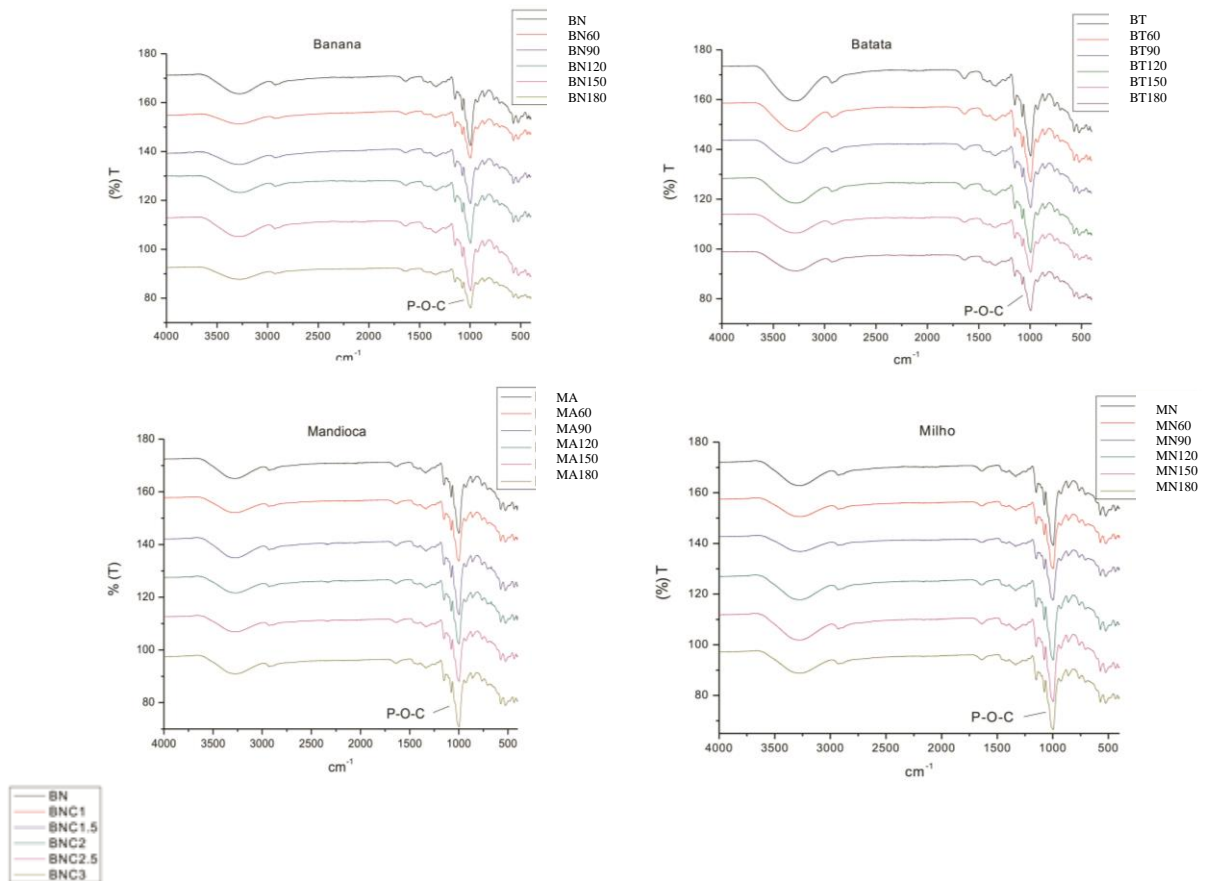 BN
BN60
BN90
BN120
BN150
BN180
Banana
180
160
140
120
100
80
(%) T
P-O-C
4000 3500 3000 2500 2000 1500 1000 500
cm-1
BT
BT60
BT90
BT120
BT150
BT180
Batata
180
160
140
120
100
80
(%) T
P-O-C
4000 3500 3000 2500 2000 1500 1000 500
cm-1
MA
MA60
MA90
MA120
MA150
MA180
Mandioca
180
160
140
120
100
80
% (T)
P-O-C
4000 3500 3000 2500 2000 1500 1000 500
cm-1
MN
MN60
MN90
MN120
MN150
MN180
Milho
180
160
140
120
100
80
(%) T
P-O-C
4000 3500 3000 2500 2000 1500 1000 500
cm-1
BN
BNC1
BNC1.5
BNC2
BNC2.5
BNC3